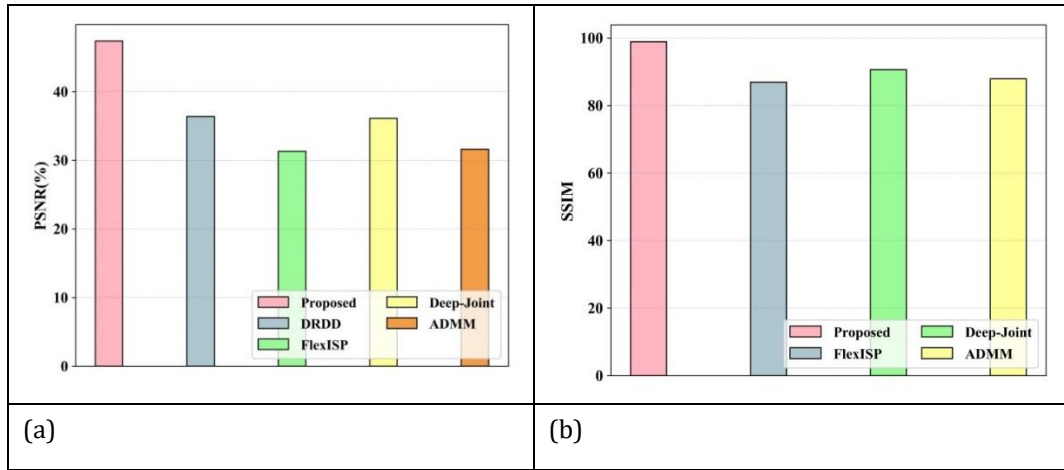 PSNR(%)
40
30
20
10
0
Proposed
DRDD
FlexISP
Deep-Joint
ADMM
SSIM
100
80
60
40
20
0
Proposed
FlexISP
Deep-Joint
ADMM
(a)
(b)